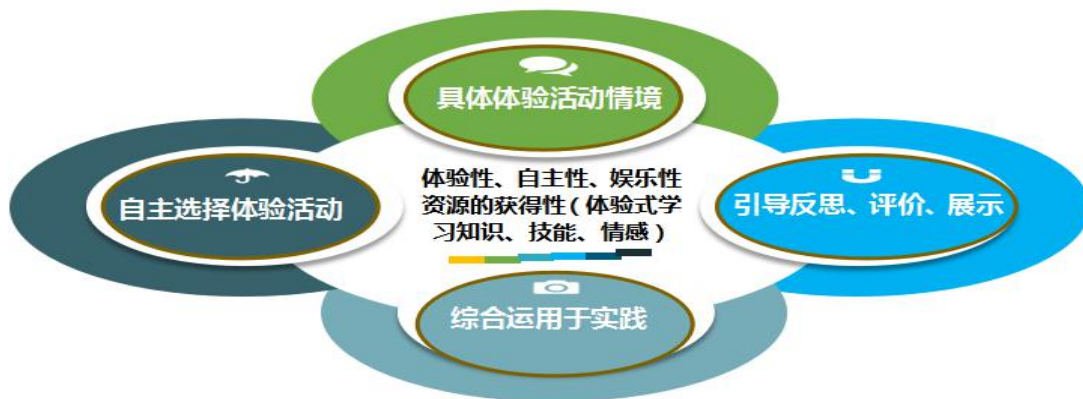 具体体验活动情境
自主选择体验活动
体验性、自主性、娱乐性
资源的获得性（体验式学
习知识、技能、情感）
引导反思、评价、展示
综合运用于实践